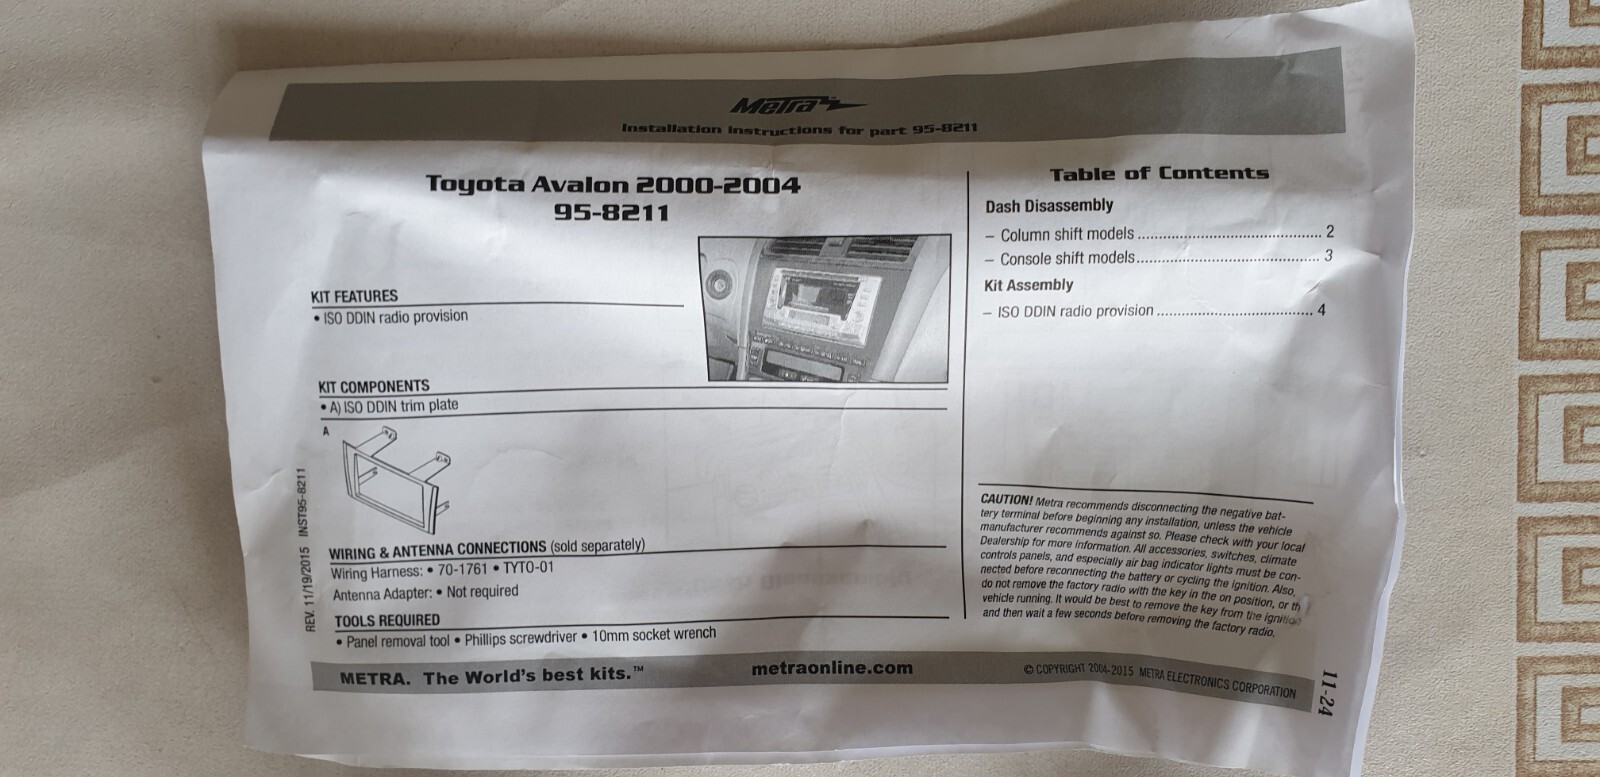 Metra
Installation instructions for part 95-8211
Toyota Avalon 2000-2004
95-8211
KIT FEATURES
• ISO DDIN radio provision
KIT COMPONENTS
• A) ISO DDIN trim plate
A
WIRING & ANTENNA CONNECTIONS (sold separately)
Wiring Harness: • 70-1761 • TYTO-01
Antenna Adapter: • Not required
TOOLS REQUIRED
• Panel removal tool • Phillips screwdriver • 10mm socket wrench
REV. 11/19/2015 INST95-8211
Table of Contents
Dash Disassembly
– Column shift models ............................................... 2
– Console shift models............................................... 3
Kit Assembly
– ISO DDIN radio provision ........................................ 4
CAUTION! Metra recommends disconnecting the negative bat-
tery terminal before beginning any installation, unless the vehicle
manufacturer recommends against so. Please check with your local
Dealership for more information. All accessories, switches, climate
controls panels, and especially air bag indicator lights must be con-
nected before reconnecting the battery or cycling the ignition. Also,
do not remove the factory radio with the key in the on position, or th
vehicle running. It would be best to remove the key from the ignition
and then wait a few seconds before removing the factory radio.
METRA. The World's best kits.™
metraonline.com
© COPYRIGHT 2004-2015 METRA ELECTRONICS CORPORATION
11-24